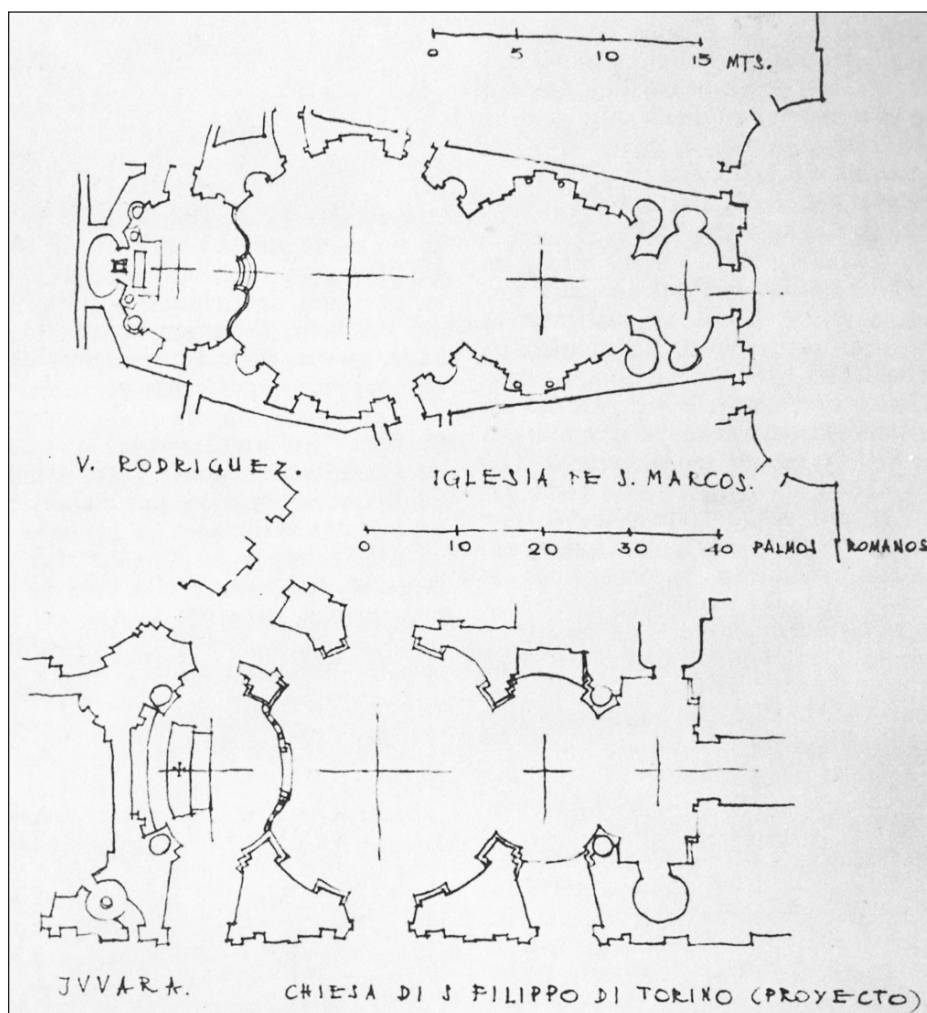 0 5 10 15 MTS.
V. RODRIGUEZ. IGLESIA DE S. MARCOS.
0 10 20 30 40 PALMOS ROMANOS
JVVARA. CHIESA DI S FILIPPO DI TORINO (PROYECTO)